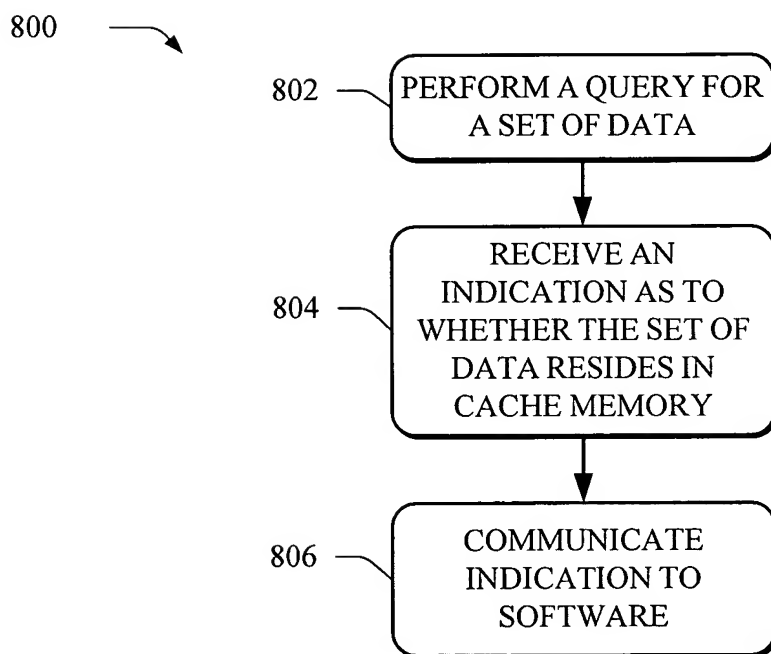 800
802
PERFORM A QUERY FOR
A SET OF DATA
804
RECEIVE AN
INDICATION AS TO
WHETHER THE SET OF
DATA RESIDES IN
CACHE MEMORY
806
COMMUNICATE
INDICATION TO
SOFTWARE